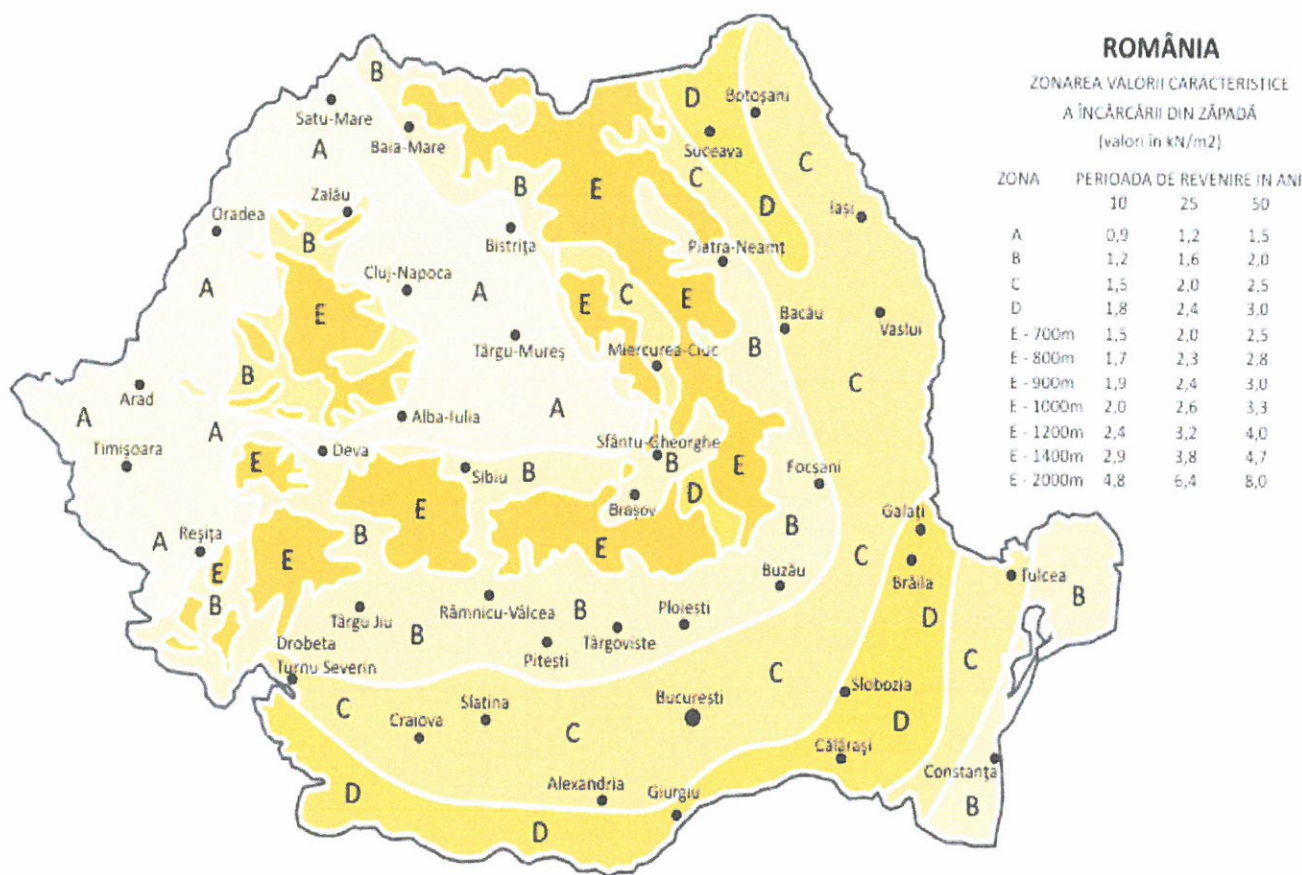 ROMÂNIA
ZONAREA VALORII CARACTERISTICE
A ÎNCĂRCĂRII DIN ZĂPADĂ
(valori în kN/m2)
ZONA PERIOADA DE REVENIRE IN ANI
10 25 50
A 0,9 1,2 1,5
B 1,2 1,6 2,0
C 1,5 2,0 2,5
D 1,8 2,4 3,0
E - 700m 1,5 2,0 2,5
E - 800m 1,7 2,3 2,8
E - 900m 1,9 2,4 3,0
E - 1000m 2,0 2,6 3,3
E - 1200m 2,4 3,2 4,0
E - 1400m 2,9 3,8 4,7
E - 2000m 4,8 6,4 8,0
B
D
Botoșani
Satu-Mare
A
Baia-Mare
Suceava
C
C
B
E
Zalău
D
Oradea
Iași
B
Bistrița
Piatra-Neamț
A
Cluj-Napoca
A
E
E
C
E
Bacău
Vaslui
Târgu-Mureș
B
Miercurea-Ciuc
B
C
Arad
A
A
Alba-Iulia
A
Timișoara
Deva
Sfântu-Gheorghe
E
Sibiu
B
B
E
Focșani
D
Brașov
E
Galați
A
Reșița
B
E
B
E
E
C
Brăila
Buzău
Tulcea
B
B
Târgu Jiu
Râmnicu-Vâlcea
B
Ploiești
D
B
Târgoviste
Drobeta
Turnu Severin
Pitești
C
C
Slobozia
C
Slatina
București
D
Craiova
C
Călărași
Constanța
D
Alexandria
Giurgiu
B
D